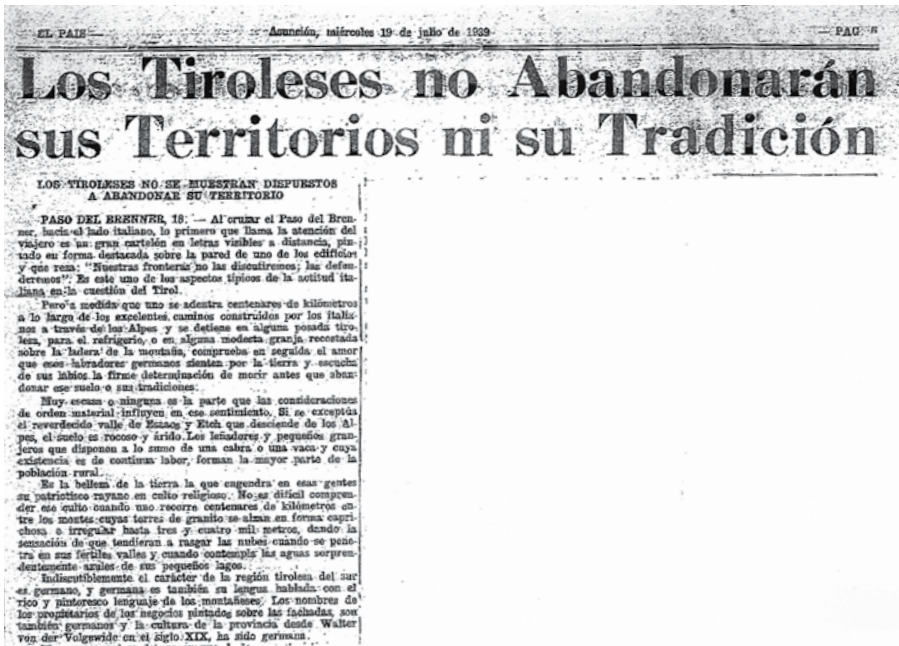 EL PAIS — Asunción, miércoles 19 de julio de 1939 — PAG
Los Tiroleses no Abandonarán
sus Territorios ni su Tradición
LOS TIROLESES NO SE MUESTRAN DISPUESTOS
A ABANDONAR SU TERRITORIO
PASO DEL BRENNER, 18. — Al cruzar el Paso del Bren-
ner, hacia el lado italiano, lo primero que llama la atención del
viajero es un gran cartelón en letras visibles a distancia, pin-
tado en forma destacada sobre la pared de uno de los edificios
y que reza: "Nuestras fronteras no las discutiremos; las defen-
deremos". Es este uno de los aspectos típicos de la actitud ita-
liana en la cuestión del Tirol.
Pero a medida que uno se adentra centenares de kilómetros
a lo largo de los excelentes caminos construidos por los italia-
nos a través de los Alpes y se detiene en alguna posada tiro-
lesa, para el refrigerio, o en alguna modesta granja recostada
sobre la ladera de la montaña, comprueba en seguida el amor
que esos labradores germanos sienten por la tierra y escucha
de sus labios la firme determinación de morir antes que aban-
donar ese suelo o sus tradiciones.
Muy escasa o ninguna es la parte que las consideraciones
de orden material influyen en ese sentimiento. Si se exceptúa
el reverdecido valle de y Etch que desciende de los Al-
pes, el suelo es rocoso y árido. Los leñadores y pequeños gran-
jeros que disponen a lo sumo de una cabra o una vaca y cuya
existencia es de continua labor, forman la mayor parte de la
población rural.
Es la belleza de la tierra la que engendra en esas gentes
su patriotisco rayano en culto religioso. No es difícil compren-
der ese culto cuando uno recorre centenares de kilómetros en-
tre los montes cuyas torres de granito se alzan en forma capri-
chosa o irregular hasta tres y cuatro mil metros, dando la
sensación de que tendieran a rasgar las nubes cuando se pene-
tra en sus fértiles valles y cuando contempla las aguas sorpren-
dentemente azules de sus pequeños lagos.
Indiscutiblemente el carácter de la región tirolesa del sur
es germano, y germana es también su lengua hablada con el
rico y pintoresco lenguaje de los montañeses. Los nombres de
los propietarios de los negocios pintados sobre las fachadas, son
también germanos y la cultura de la provincia desde Walter
von der Volgewide en el siglo XIX, ha sido germana.